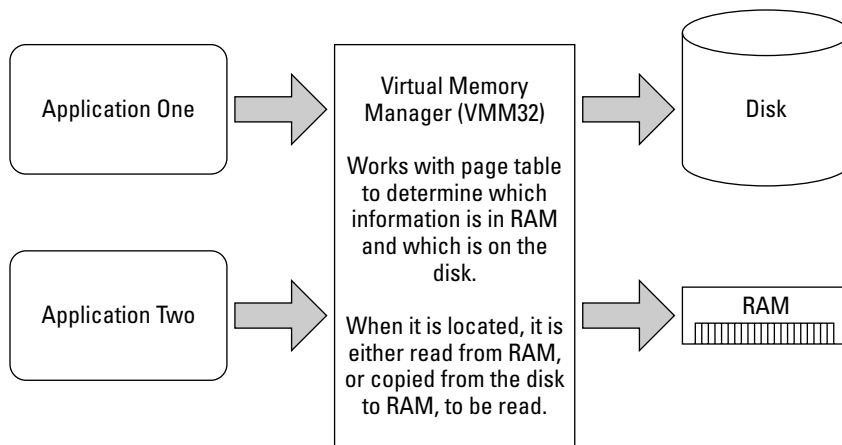 Application One
Virtual Memory
Manager (VMM32)
Works with page table
to determine which
information is in RAM
and which is on the
disk.
When it is located, it is
either read from RAM,
or copied from the disk
to RAM, to be read.
Disk
Application Two
RAM